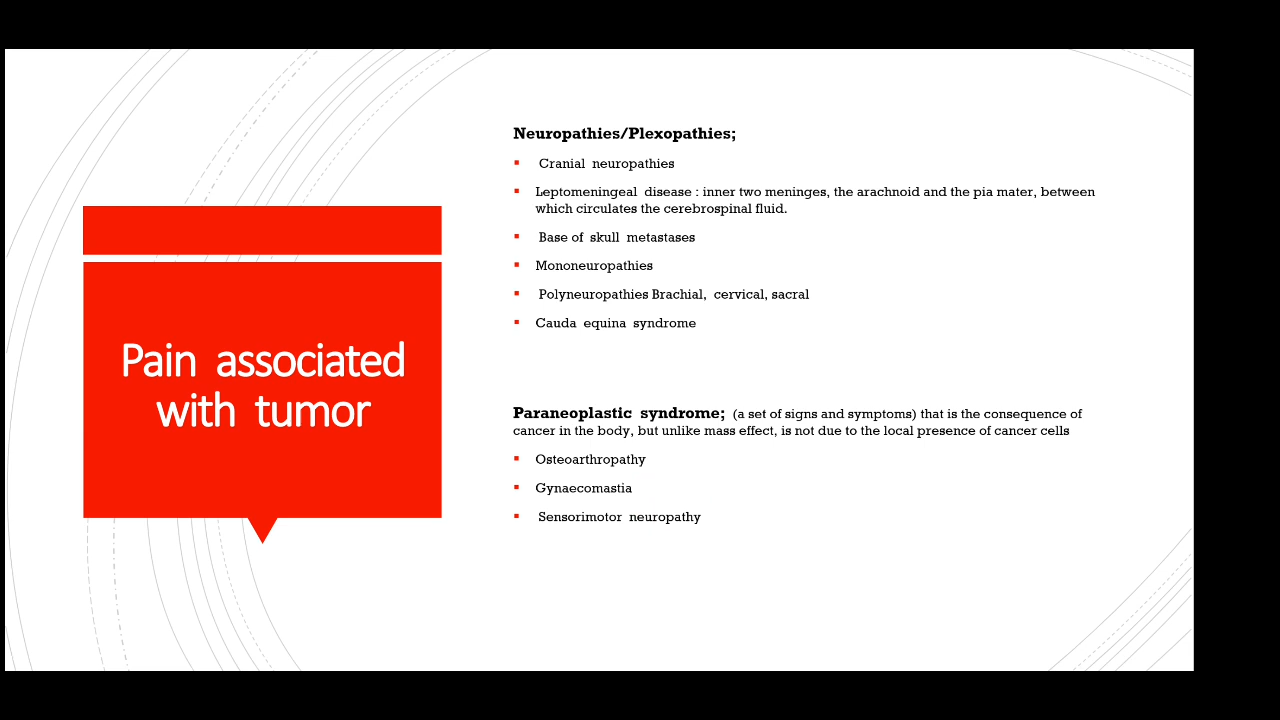 Pain associated
with tumor
Neuropathies/Plexopathies;
Cranial neuropathies
Leptomeningeal disease : inner two meninges, the arachnoid and the pia mater, between
which circulates the cerebrospinal fluid.
Base of skull metastases
Mononeuropathies
Polyneuropathies Brachial, cervical, sacral
Cauda equina syndrome
Paraneoplastic syndrome; (a set of signs and symptoms) that is the consequence of
cancer in the body, but unlike mass effect, is not due to the local presence of cancer cells
Osteoarthropathy
Gynaecomastia
Sensorimotor neuropathy